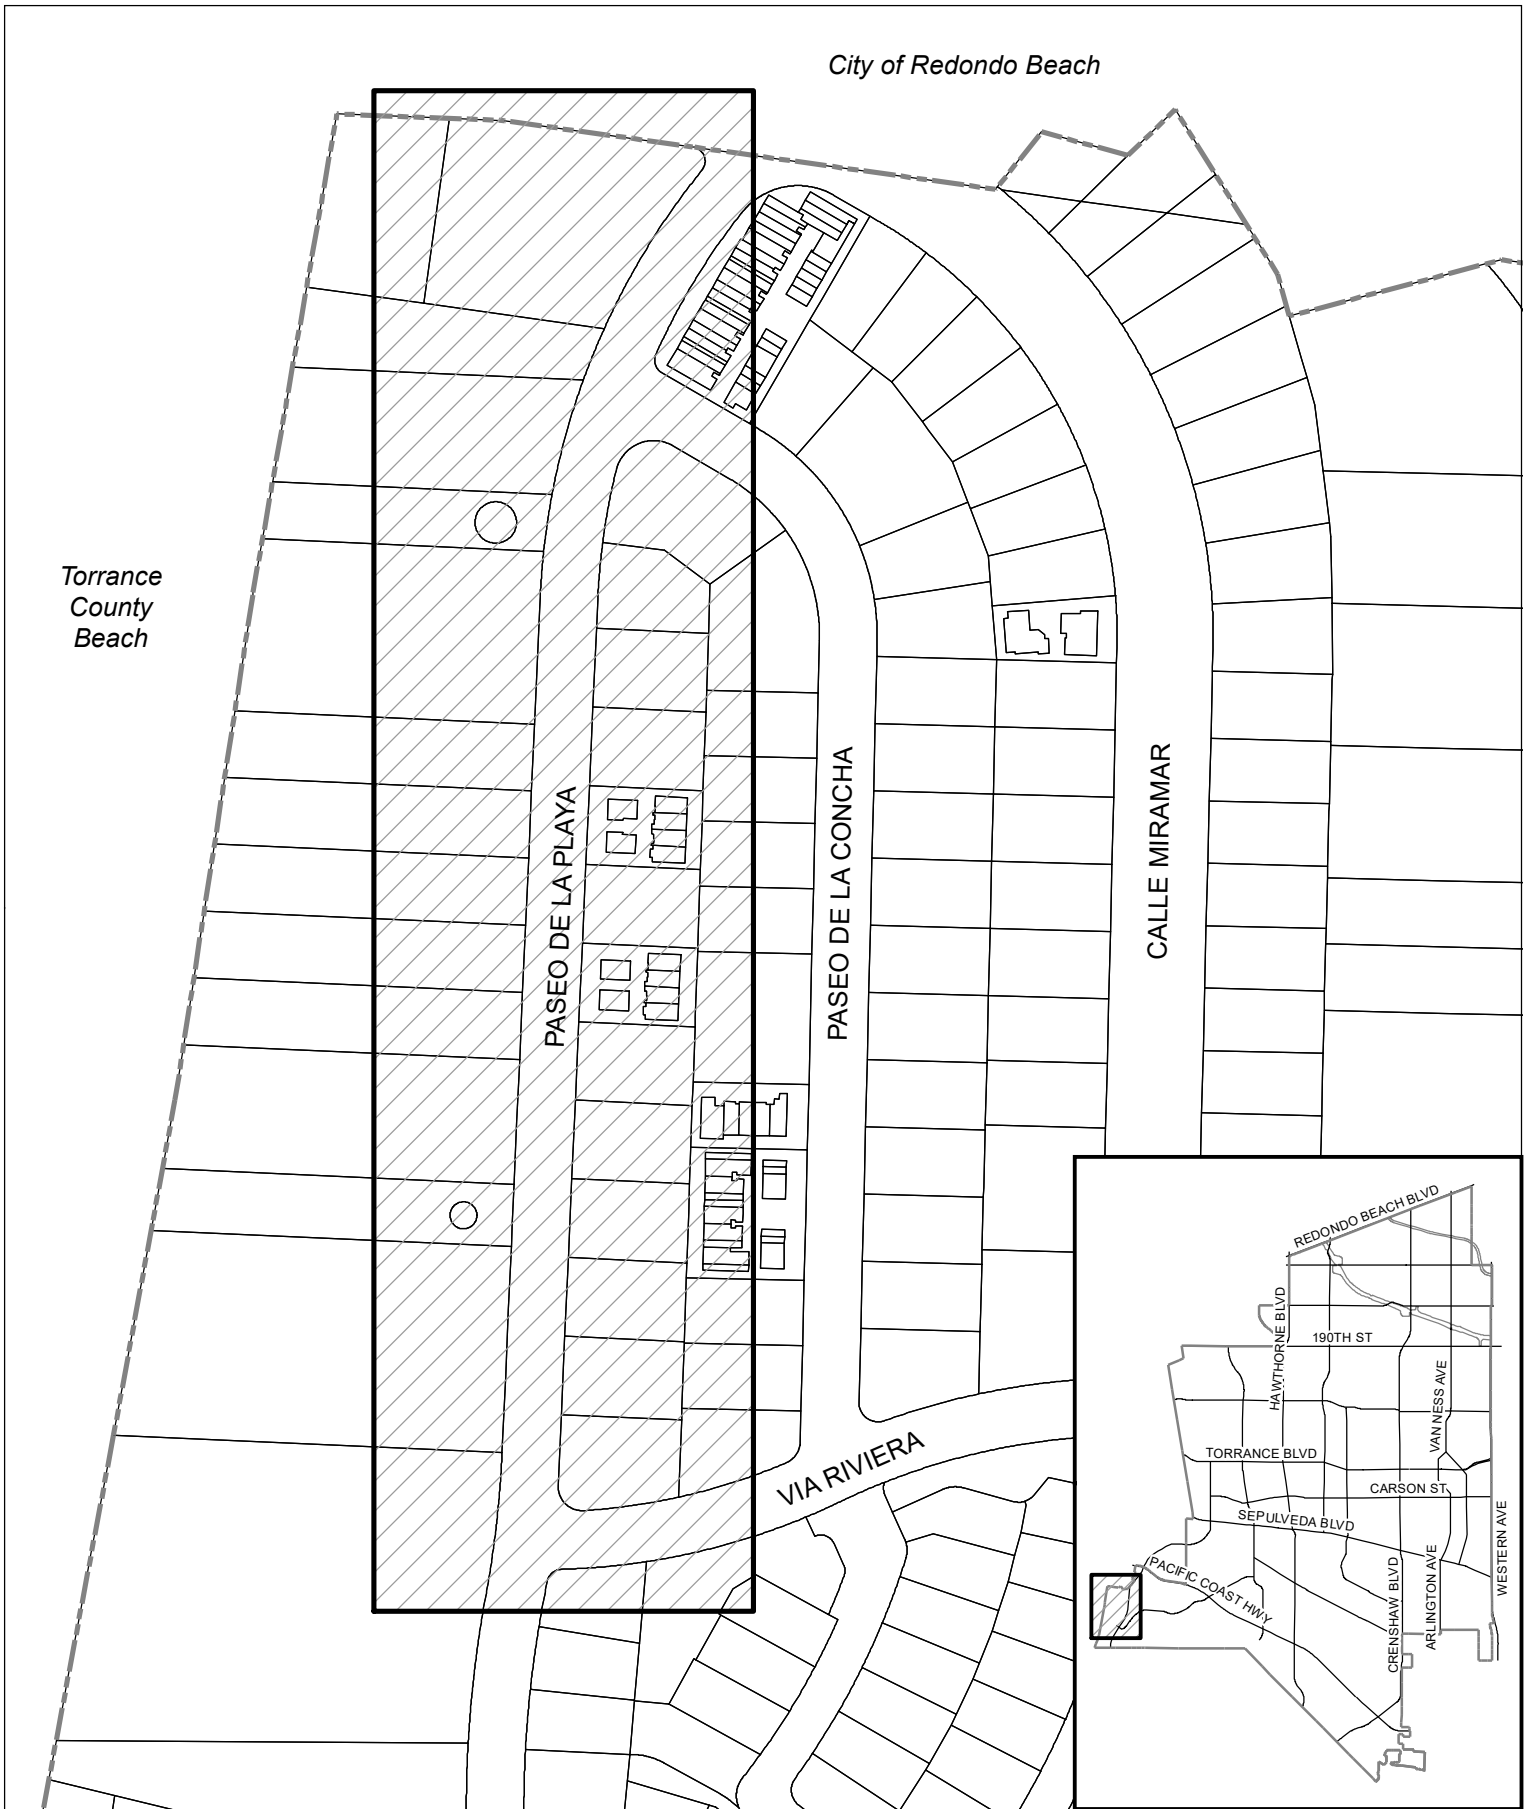 City of Redondo Beach
Torrance
County
Beach
PASEO DE LA PLAYA
PASEO DE LA CONCHA
CALLE MIRAMAR
VIA RIVIERA
REDONDO BEACH BLVD
HAWTHORNE BLVD
190TH ST
VAN NESS AVE
TORRANCE BLVD
CARSON ST
SEPULVEDA BLVD
WESTERN AVE
PACIFIC COAST HWY
CRENSHAW BLVD
ARLINGTON AVE